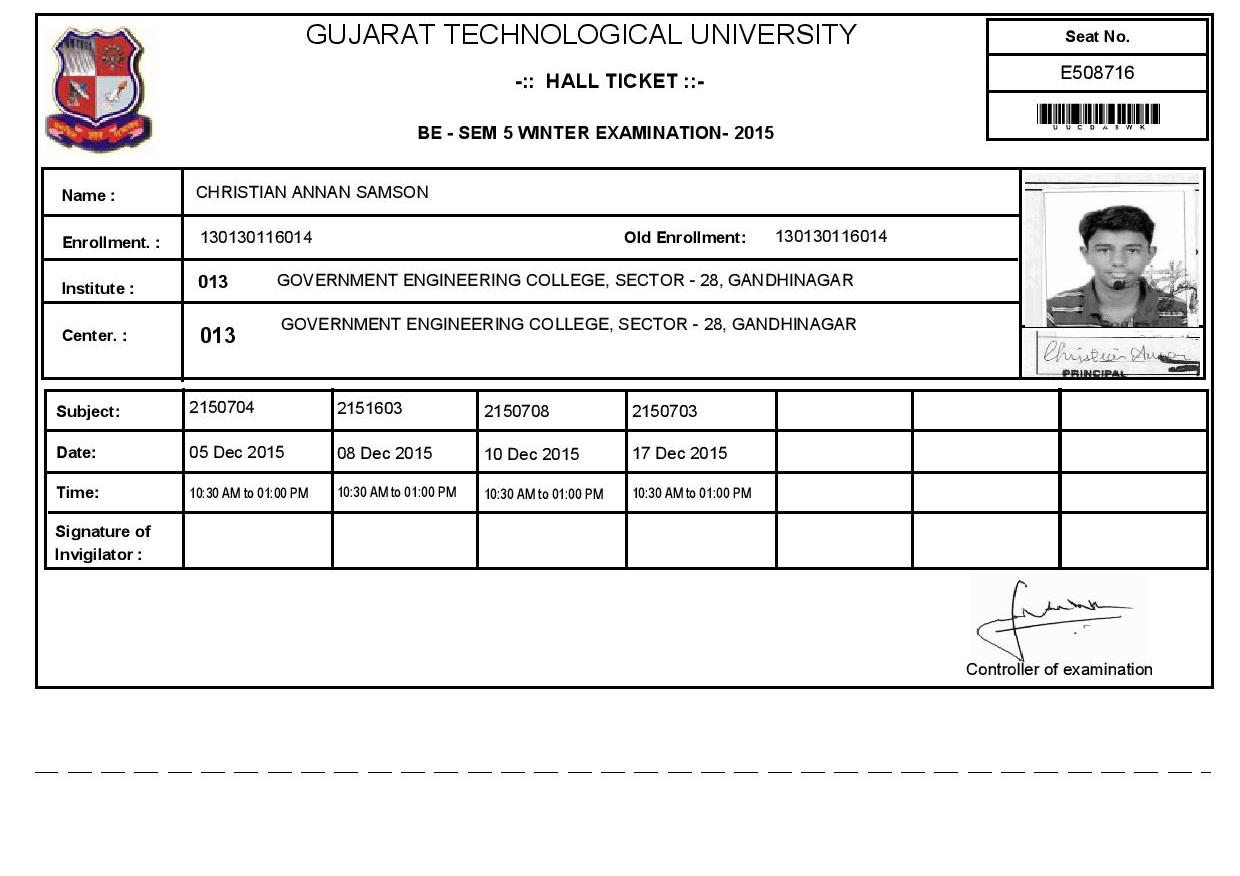 GUJARAT TECHNOLOGICAL UNIVERSITY
-:: HALL TICKET ::-
BE - SEM 5 WINTER EXAMINATION- 2015
Seat No.
E508716
U U C D A 8 W K
Name : CHRISTIAN ANNAN SAMSON
Enrollment. : 130130116014 Old Enrollment: 130130116014
Institute : 013 GOVERNMENT ENGINEERING COLLEGE, SECTOR - 28, GANDHINAGAR
Center. : 013 GOVERNMENT ENGINEERING COLLEGE, SECTOR - 28, GANDHINAGAR
Christian Annan
PRINCIPAL
Subject: 2150704 2151603 2150708 2150703
Date: 05 Dec 2015 08 Dec 2015 10 Dec 2015 17 Dec 2015
Time: 10:30 AM to 01:00 PM 10:30 AM to 01:00 PM 10:30 AM to 01:00 PM 10:30 AM to 01:00 PM
Signature of
Invigilator :
Controller of examination